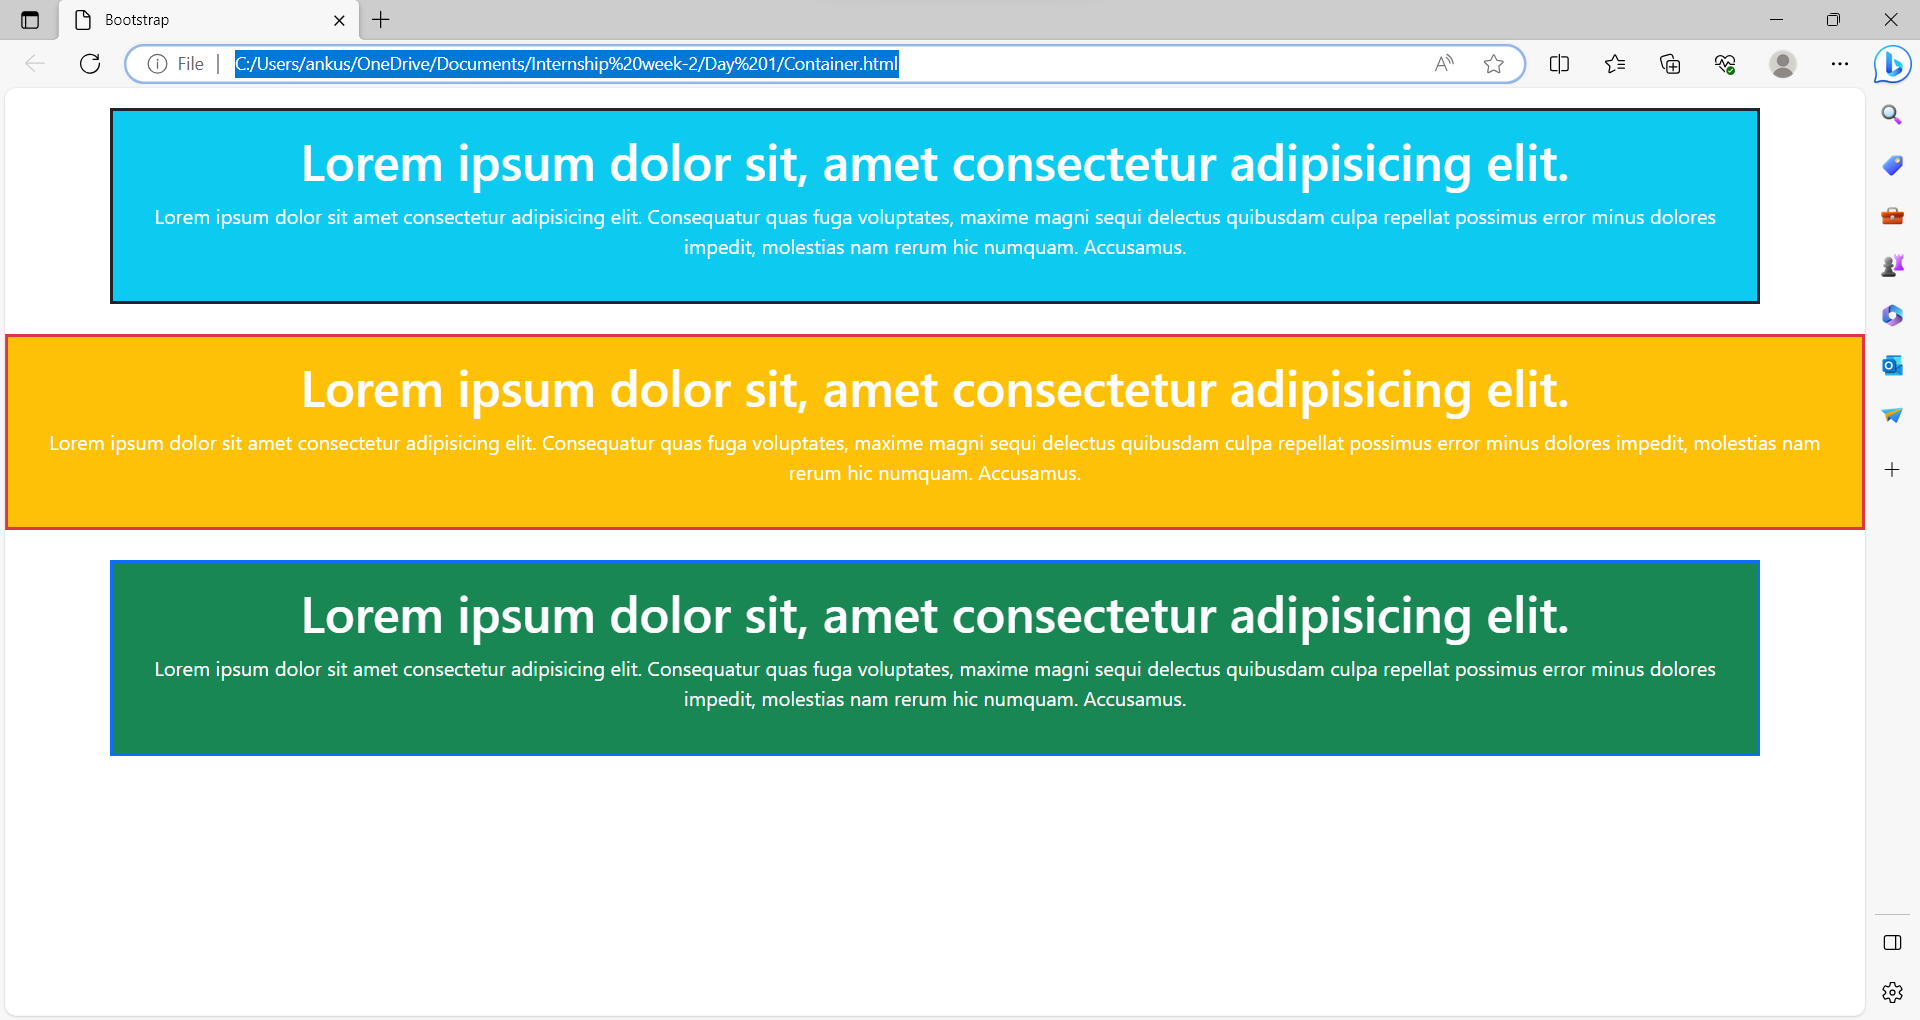 Bootstrap
File
C:/Users/ankus/OneDrive/Documents/Internship%20week-2/Day%201/Container.html
Lorem ipsum dolor sit, amet consectetur adipisicing elit.
Lorem ipsum dolor sit amet consectetur adipisicing elit. Consequatur quas fuga voluptates, maxime magni sequi delectus quibusdam culpa repellat possimus error minus dolores
impedit, molestias nam rerum hic numquam. Accusamus.
Lorem ipsum dolor sit, amet consectetur adipisicing elit.
Lorem ipsum dolor sit amet consectetur adipisicing elit. Consequatur quas fuga voluptates, maxime magni sequi delectus quibusdam culpa repellat possimus error minus dolores impedit, molestias nam
rerum hic numquam. Accusamus.
Lorem ipsum dolor sit, amet consectetur adipisicing elit.
Lorem ipsum dolor sit amet consectetur adipisicing elit. Consequatur quas fuga voluptates, maxime magni sequi delectus quibusdam culpa repellat possimus error minus dolores
impedit, molestias nam rerum hic numquam. Accusamus.